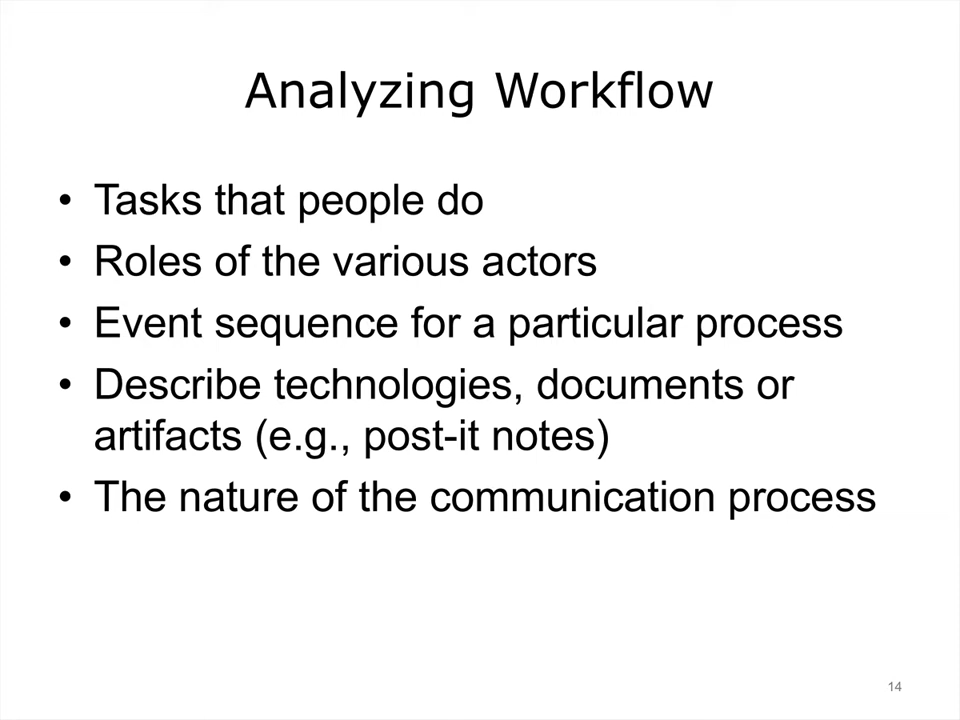 Analyzing Workflow
• Tasks that people do
• Roles of the various actors
• Event sequence for a particular process
• Describe technologies, documents or
artifacts (e.g., post-it notes)
• The nature of the communication process
14